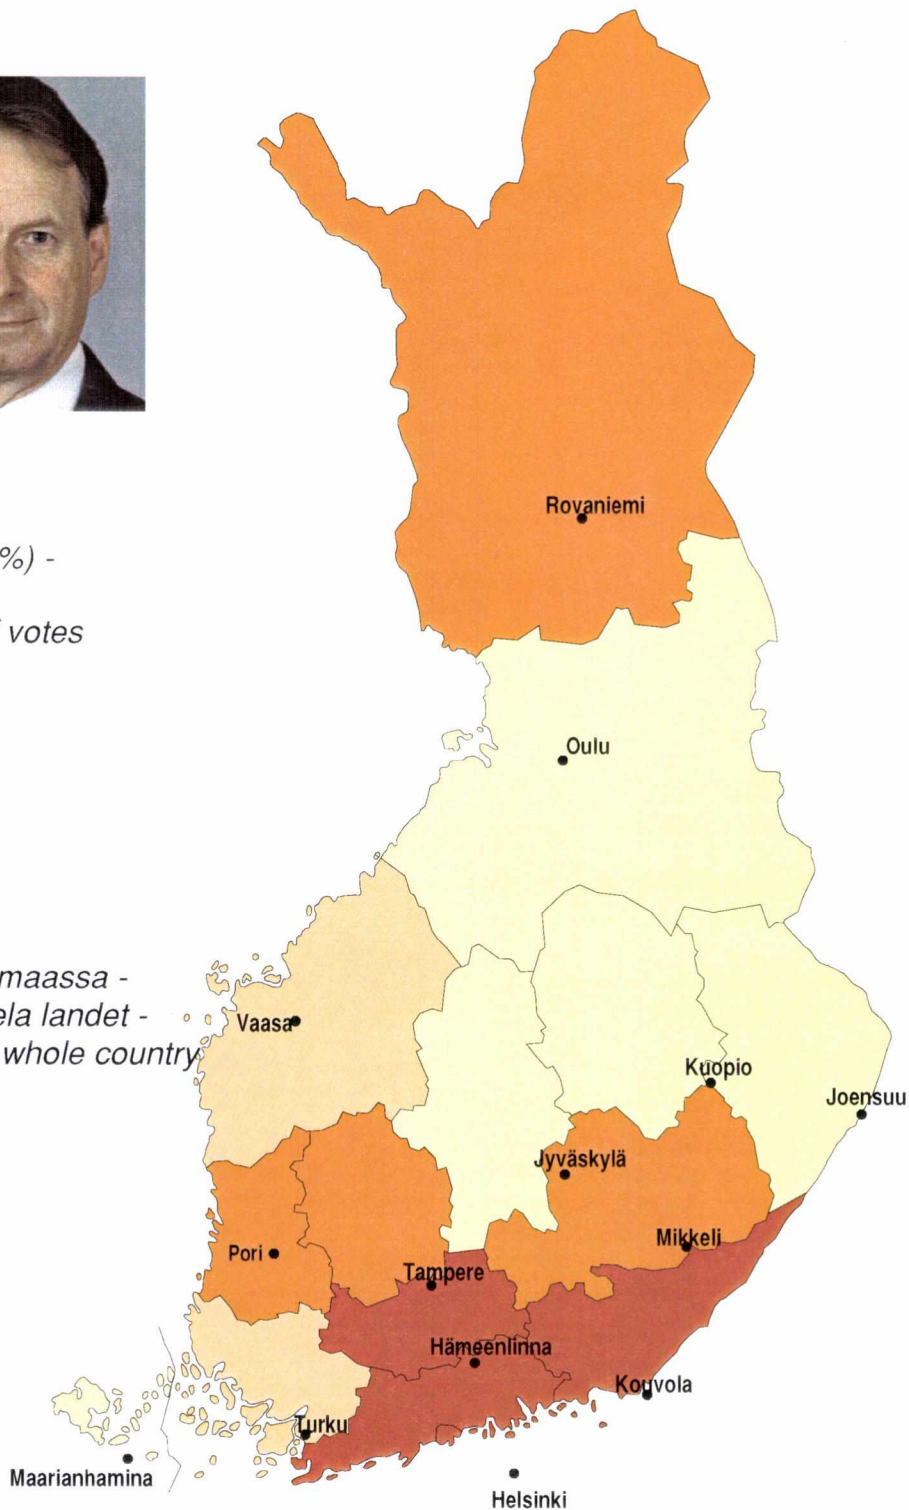 %) -
votes
maassa -
ela landet -
whole country
Rovaniemi
Oulu
Vaasa
Kuopio
Joensuu
Jyväskylä
Mikkeli
Pori
Tampere
Hämeenlinna
Kouvola
Turku
Maarianhamina
Helsinki